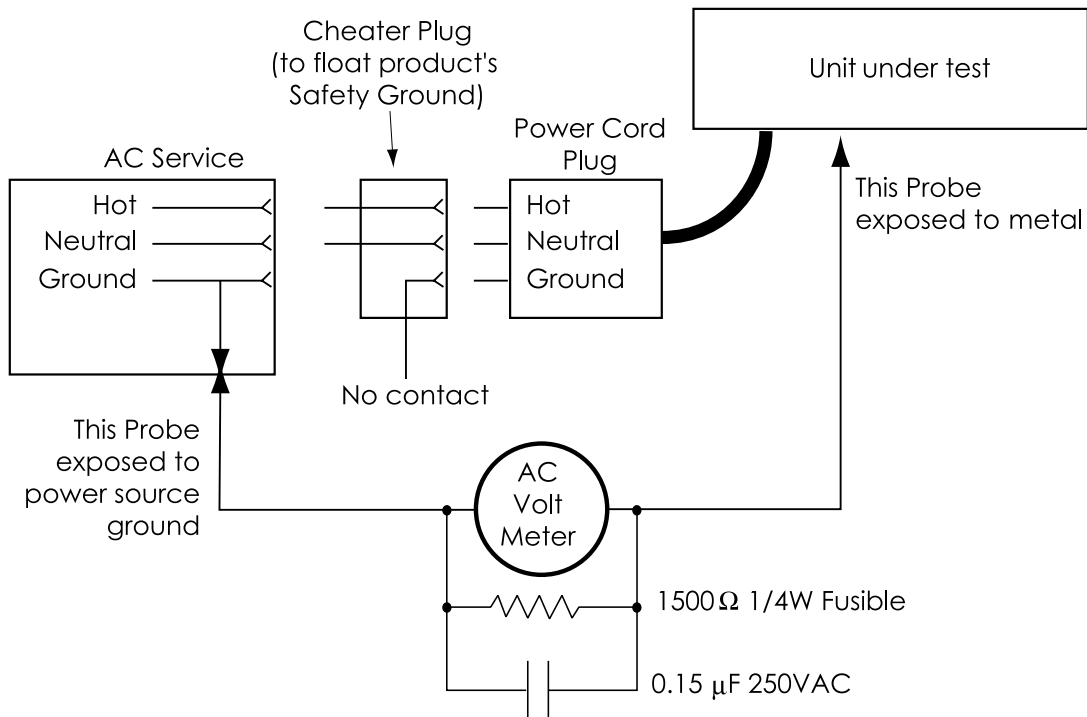 Cheater Plug
(to float product's
Safety Ground)
Unit under test
Power Cord
Plug
AC Service
Hot
Neutral
Ground
Hot
Neutral
Ground
This Probe
exposed to metal
No contact
This Probe
exposed to
power source
ground
AC
Volt
Meter
1500Ω 1/4W Fusible
0.15 µF 250VAC